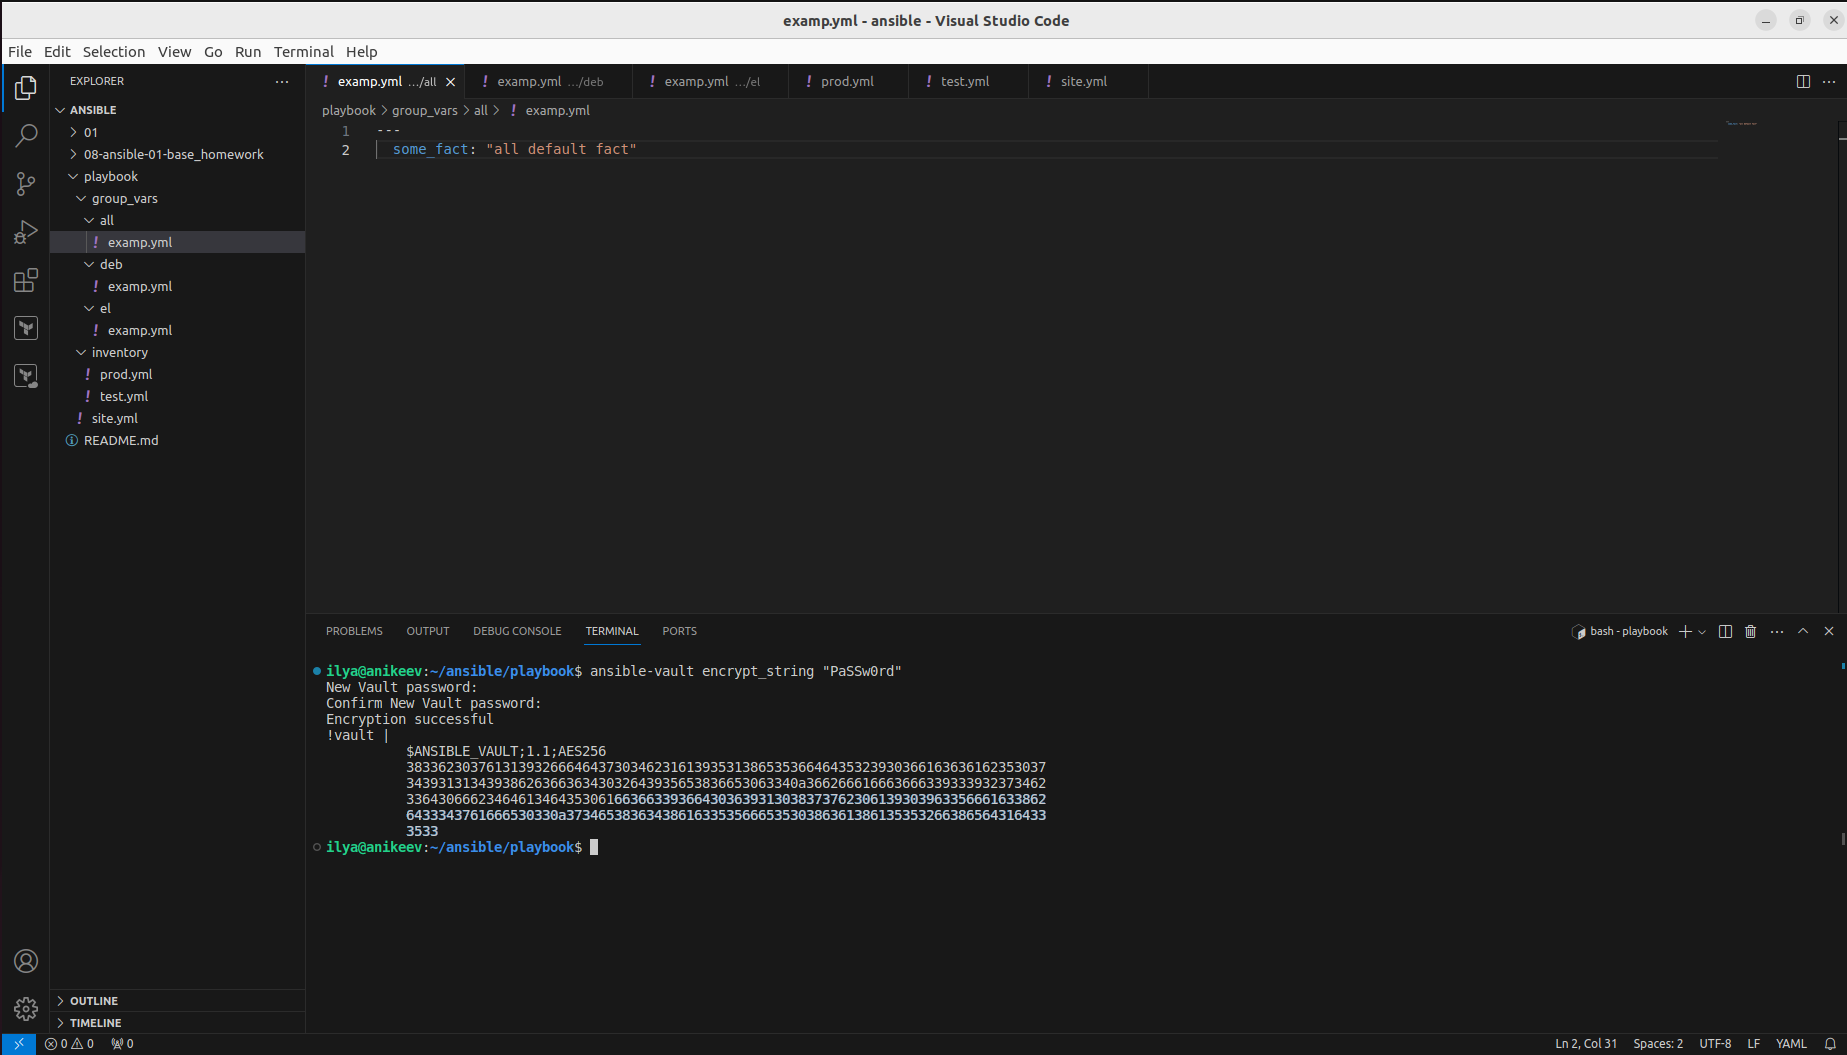 examp.yml - ansible - Visual Studio Code
File Edit Selection View Go Run Terminal Help
EXPLORER
examp.yml .../all
examp.yml .../deb
examp.yml .../el
prod.yml
test.yml
site.yml
ANSIBLE
01
08-ansible-01-base_homework
playbook
group_vars
all
examp.yml
deb
examp.yml
el
examp.yml
inventory
prod.yml
test.yml
site.yml
README.md
OUTLINE
TIMELINE
playbook > group_vars > all > ! examp.yml
1 ---
2 some_fact: "all default fact"
PROBLEMS OUTPUT DEBUG CONSOLE TERMINAL PORTS
bash - playbook
ilya@anikeev:~/ansible/playbook$ ansible-vault encrypt_string "PaSSw0rd"
New Vault password:
Confirm New Vault password:
Encryption successful
!vault |
$ANSIBLE_VAULT;1.1;AES256
3533
ilya@anikeev:~/ansible/playbook$
0 0 0
Ln 2, Col 31 Spaces: 2 UTF-8 LF YAML